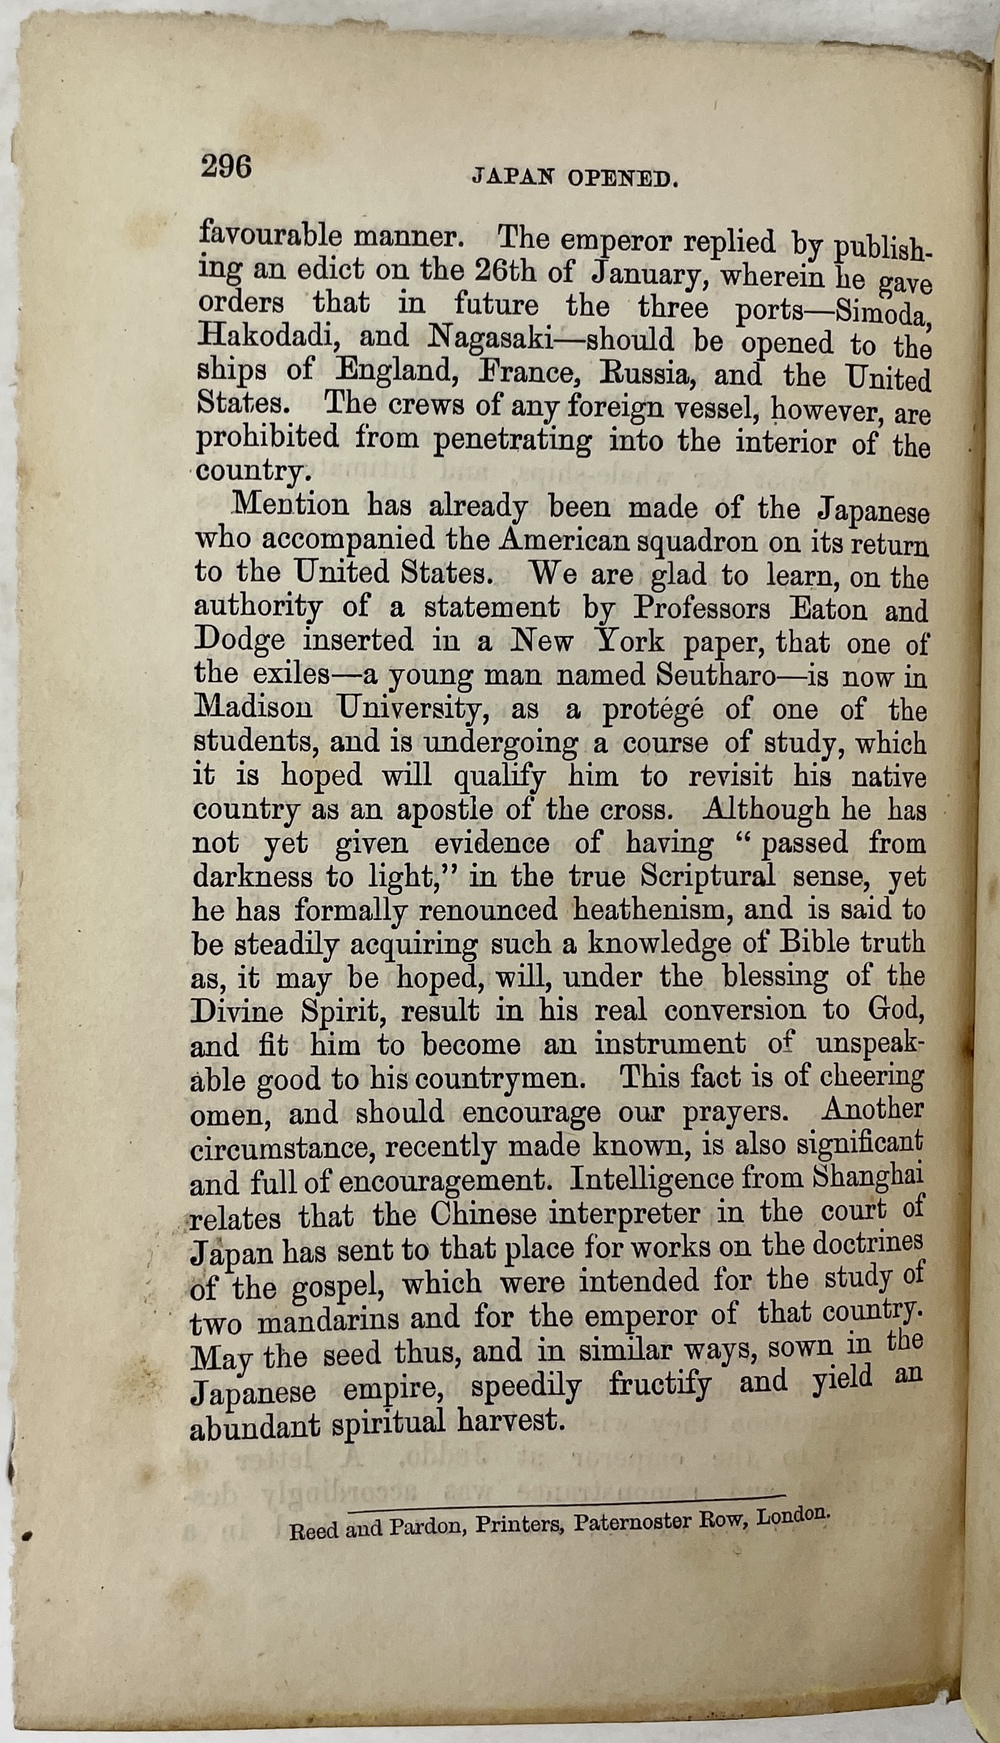 296
JAPAN OPENED.
favourable manner. The emperor replied by publish-
ing an edict on the 26th of January, wherein he gave
orders that in future the three ports—Simoda,
Hakodadi, and Nagasaki—should be opened to the
ships of England, France, Russia, and the United
States. The crews of any foreign vessel, however, are
prohibited from penetrating into the interior of the
country.
Mention has already been made of the Japanese
who accompanied the American squadron on its return
to the United States. We are glad to learn, on the
authority of a statement by Professors Eaton and
Dodge inserted in a New York paper, that one of
the exiles—a young man named Seutharo—is now in
Madison University, as a protégé of one of the
students, and is undergoing a course of study, which
it is hoped will qualify him to revisit his native
country as an apostle of the cross. Although he has
not yet given evidence of having “ passed from
darkness to light,” in the true Scriptural sense, yet
he has formally renounced heathenism, and is said to
be steadily acquiring such a knowledge of Bible truth
as, it may be hoped, will, under the blessing of the
Divine Spirit, result in his real conversion to God,
and fit him to become an instrument of unspeak-
able good to his countrymen. This fact is of cheering
omen, and should encourage our prayers. Another
circumstance, recently made known, is also significant
and full of encouragement. Intelligence from Shanghai
relates that the Chinese interpreter in the court of
Japan has sent to that place for works on the doctrines
of the gospel, which were intended for the study of
two mandarins and for the emperor of that country.
May the seed thus, and in similar ways, sown in the
Japanese empire, speedily fructify and yield an
abundant spiritual harvest.
Reed and Pardon, Printers, Paternoster Row, London.